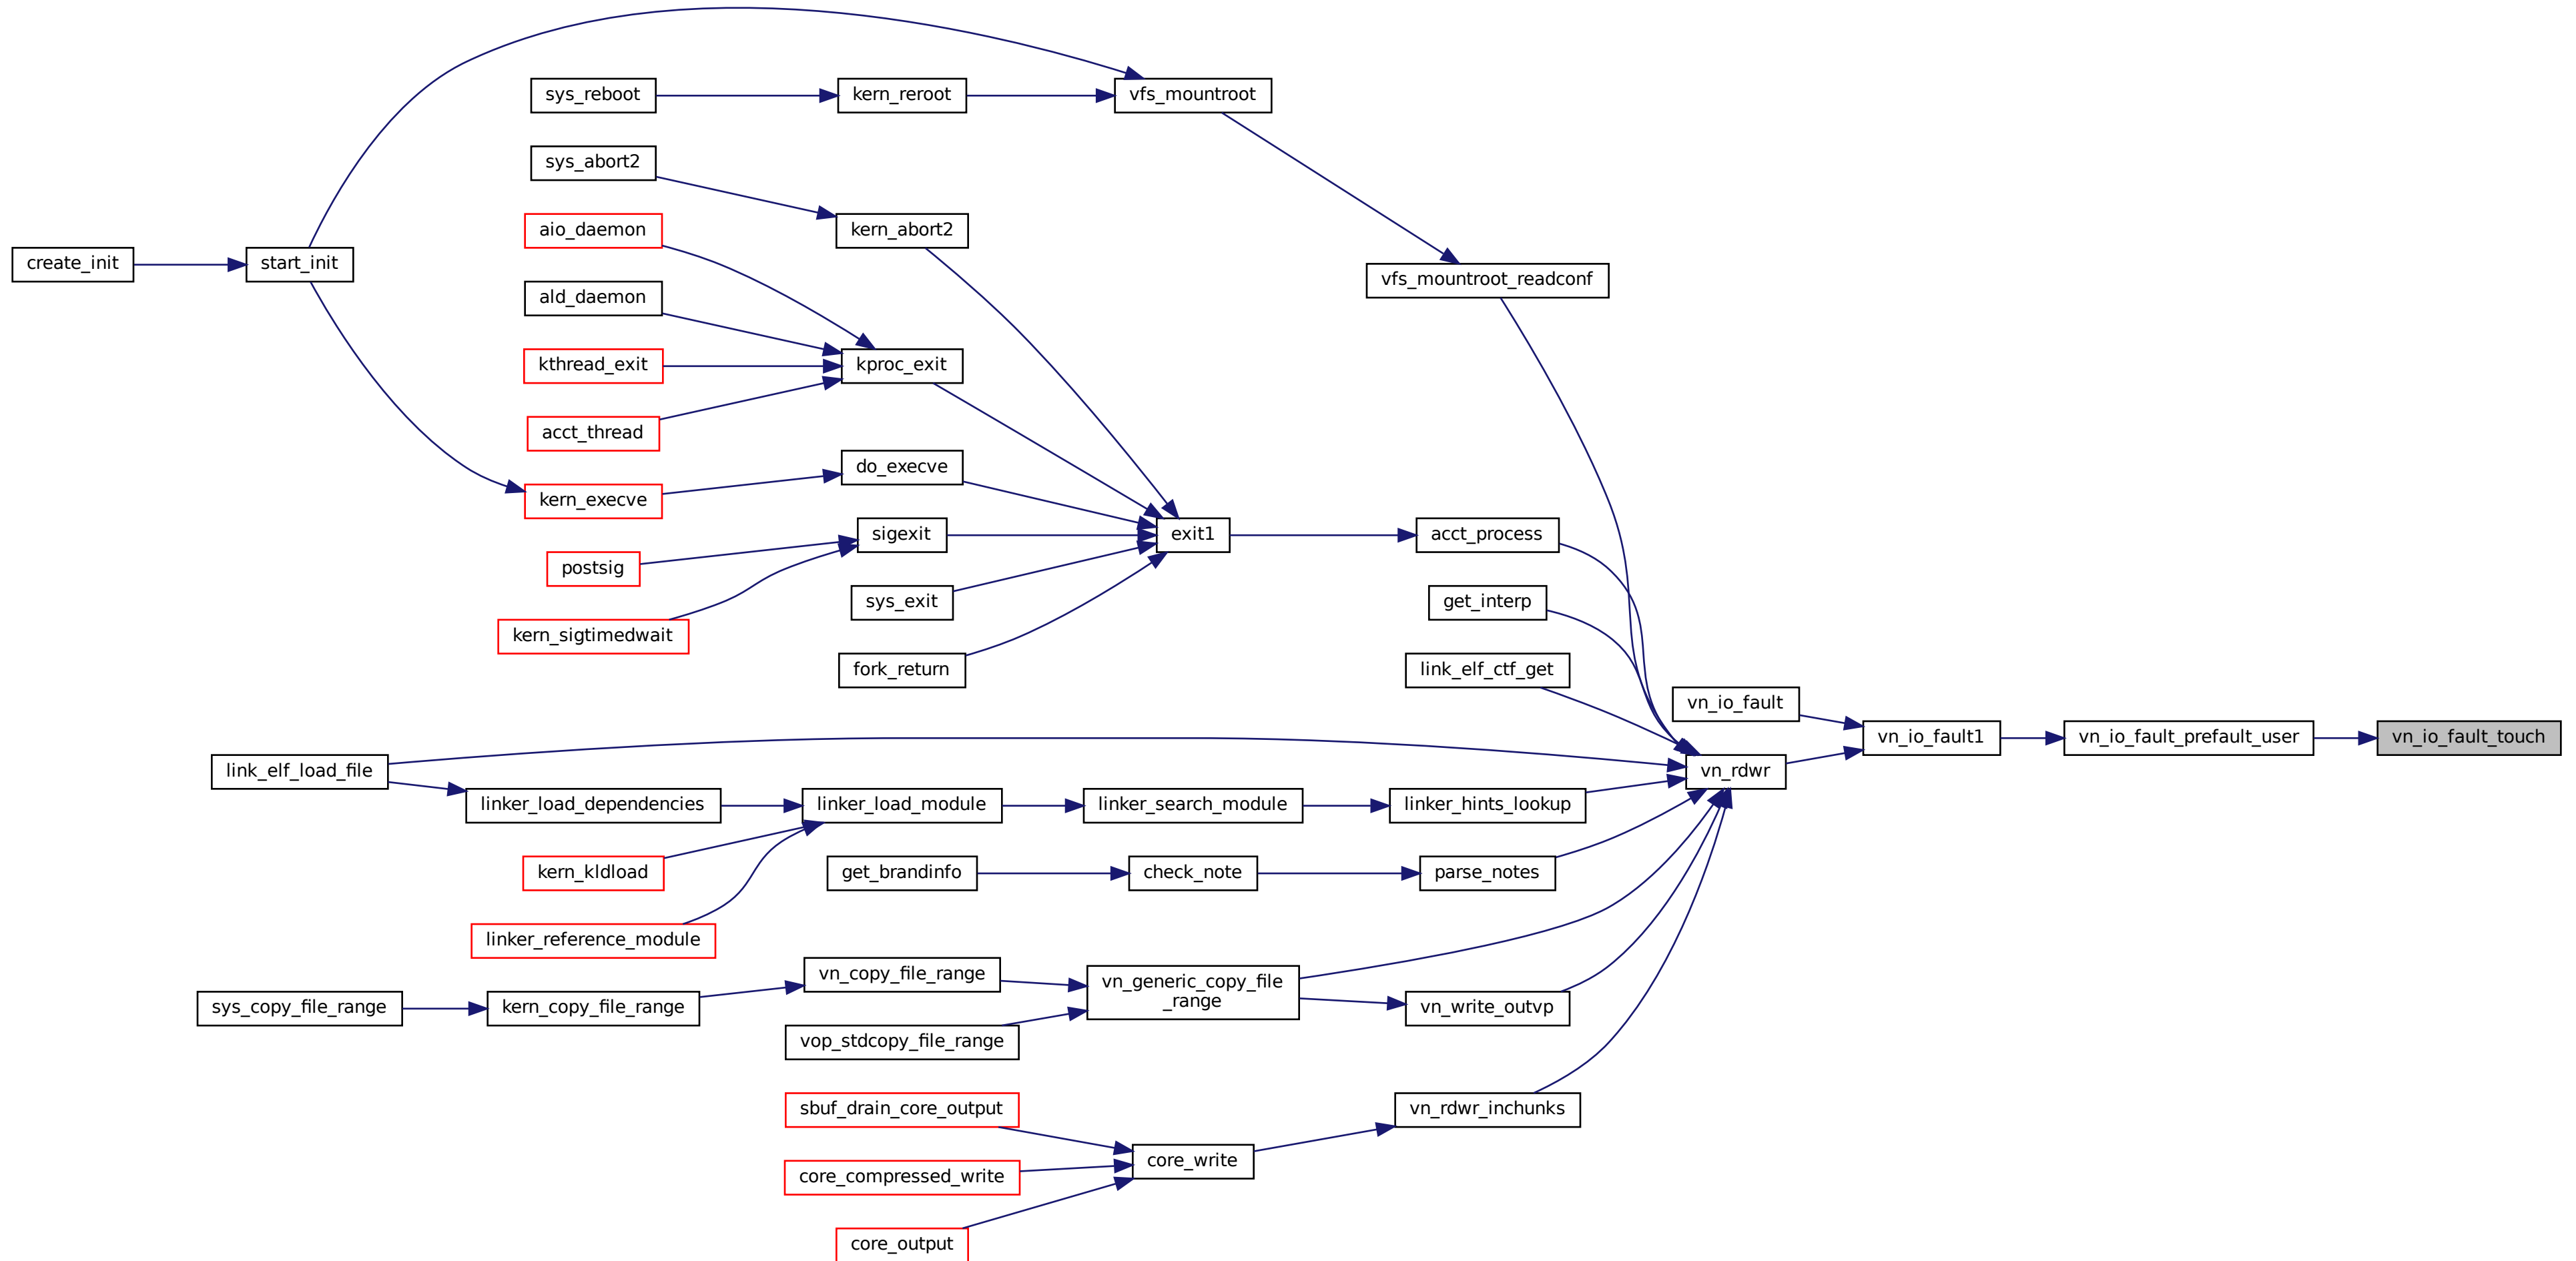 sys_reboot
kern_reroot
vfs_mountroot
sys_abort2
aio_daemon
kern_abort2
create_init
start_init
vfs_mountroot_readconf
ald_daemon
kthread_exit
kproc_exit
acct_thread
do_execve
kern_execve
sigexit
exit1
acct_process
postsig
sys_exit
get_interp
kern_sigtimedwait
fork_return
link_elf_ctf_get
vn_io_fault
vn_io_fault1
vn_io_fault_prefault_user
vn_io_fault_touch
link_elf_load_file
vn_rdwr
linker_load_dependencies
linker_load_module
linker_search_module
linker_hints_lookup
kern_kldload
get_brandinfo
check_note
parse_notes
linker_reference_module
vn_copy_file_range
vn_generic_copy_file
_range
sys_copy_file_range
kern_copy_file_range
vn_write_outvp
vop_stdcopy_file_range
sbuf_drain_core_output
vn_rdwr_inchunks
core_write
core_compressed_write
core_output